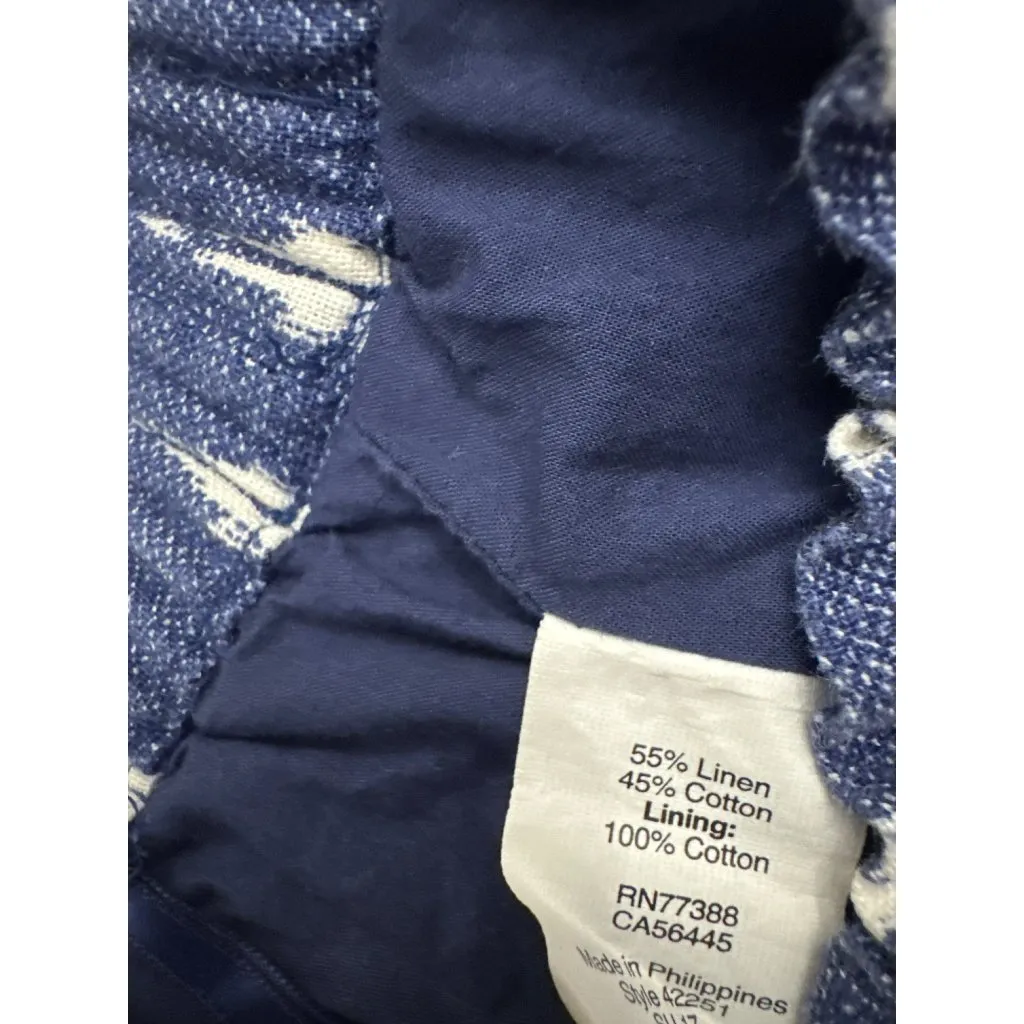 55% Linen
45% Cotton
Lining:
100% Cotton
RN77388
CA56445
Made in Philippines
Style 42251